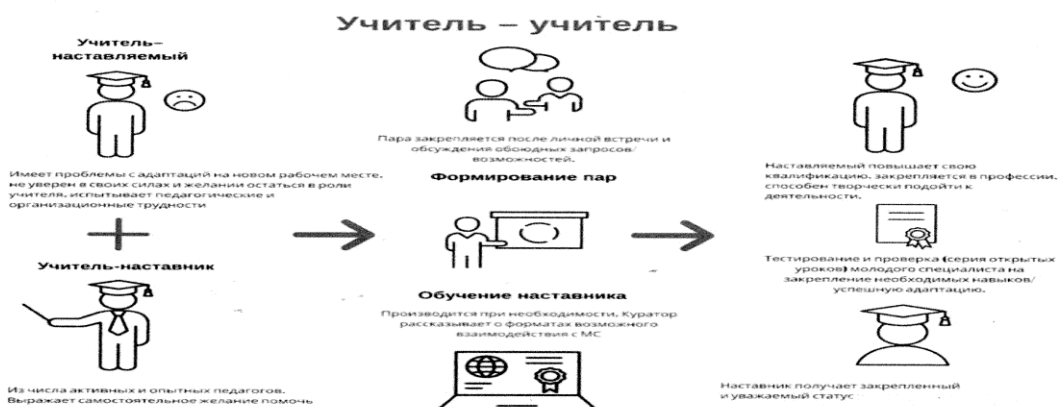 Учитель – учитель
Учитель–
наставляемый
Имеет проблемы с адаптаций на новом рабочем месте,
не уверен в своих силах и желании остаться в роли
учителя, испытывает педагогические и
организационные трудности
Учитель-наставник
Из числа активных и опытных педагогов.
Выражает самостоятельное желание помочь
Пара закрепляется после личной встречи и
обсуждения обоюдных запросов/
возможностей.
Формирование пар
Обучение наставника
Производится при необходимости. Куратор
рассказывает о форматах возможного
взаимодействия с МС
Наставляемый повышает свою
квалификацию, закрепляется в профессии,
способен творчески подойти к
деятельности.
Тестирование и проверка (серия открытых
уроков) молодого специалиста на
закрепление необходимых навыков/
успешную адаптацию.
Наставник получает закрепленный
и уважаемый статус